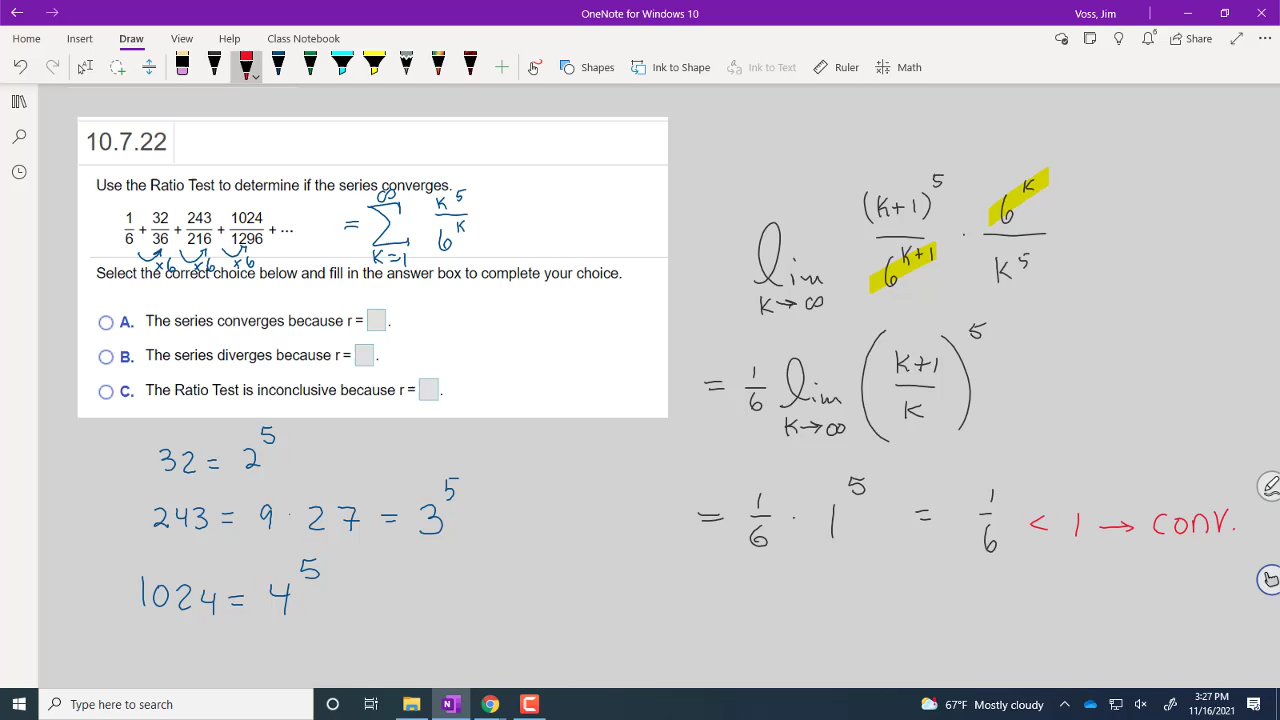 OneNote for Windows 10
Voss, Jim
Home Insert Draw View Help Class Notebook
Share
Shapes Ink to Shape Ink to Text Ruler Math
10.7.22
Use the Ratio Test to determine if the series converges.
1/6 + 32/36 + 243/216 + 1024/1296 + ... = ∑ k=1 ∞ k^5/6^k
×6 ×6 ×6
Select the correct choice below and fill in the answer box to complete your choice.
A. The series converges because r = .
B. The series diverges because r = .
C. The Ratio Test is inconclusive because r = .
32 = 2^5
243 = 9 · 27 = 3^5
1024 = 4^5
lim k→∞ (k+1)^5/6^(k+1) · 6^k/k^5
= 1/6 lim k→∞ ((k+1)/k)^5
= 1/6 · 1^5 = 1/6 < 1 → conv.
Type here to search
67°F Mostly cloudy
3:27 PM
11/16/2021